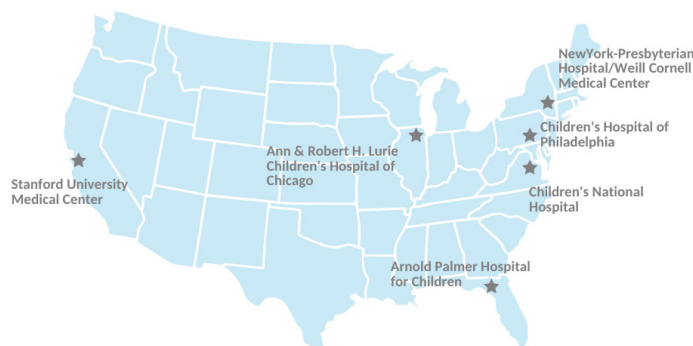 NewYork-Presbyterian
Hospital/Weill Cornell
Medical Center
Children's Hospital of
Philadelphia
Ann & Robert H. Lurie
Children's Hospital of
Chicago
Stanford University
Medical Center
Children's National
Hospital
Arnold Palmer Hospital
for Children